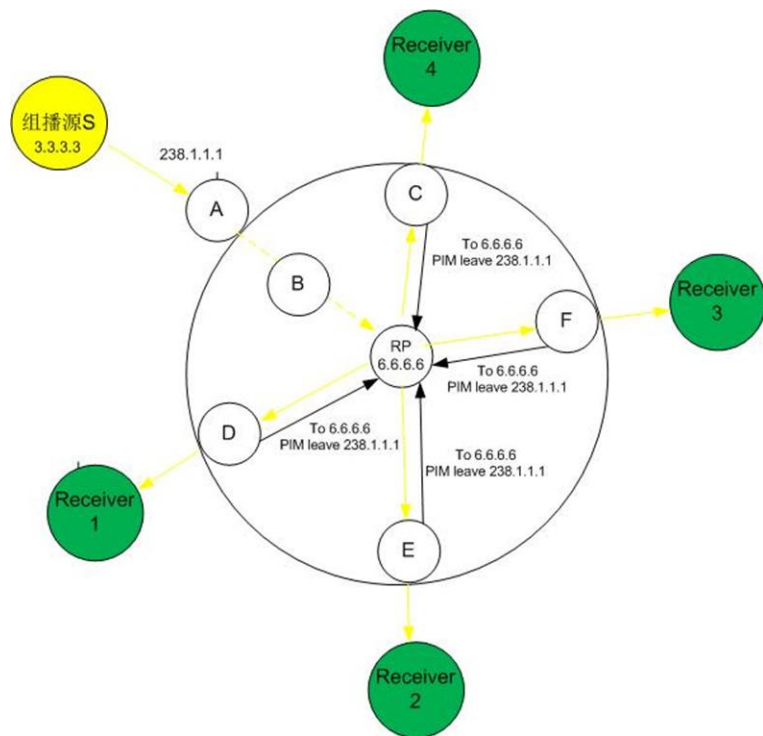 Receiver
4
组播源S
3.3.3.3
238.1.1.1
A
C
To 6.6.6.6
PIM leave 238.1.1.1
B
Receiver
3
F
RP
6.6.6.6
To 6.6.6.6
PIM leave 238.1.1.1
D
To 6.6.6.6
PIM leave 238.1.1.1
To 6.6.6.6
PIM leave 238.1.1.1
Receiver
1
E
Receiver
2